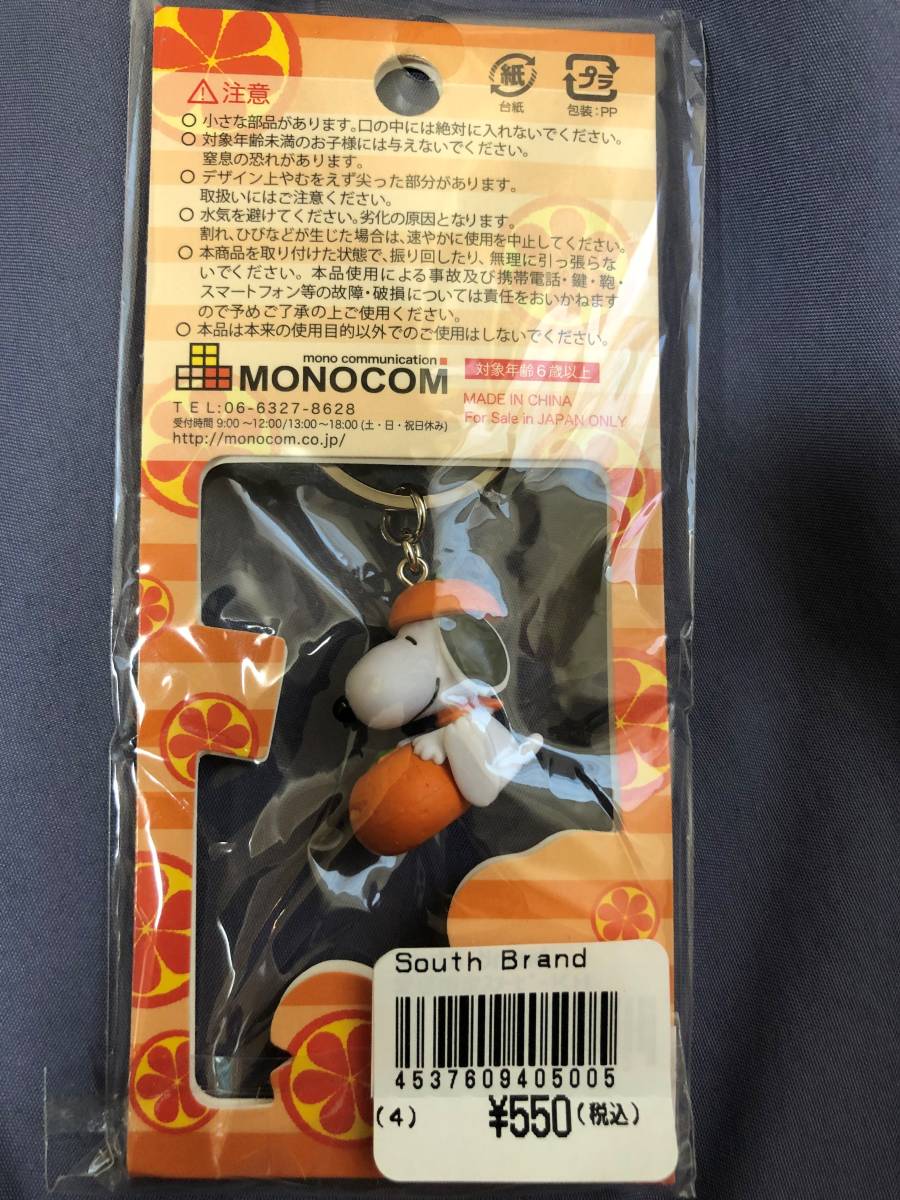 紙
プラ
台紙
包装:PP
注意
○ 小さな部品があります。口の中には絶対に入れないでください。
○ 対象年齢未満のお子様には与えないでください。
窒息の恐れがあります。
○ デザイン上やむをえず尖った部分があります。
取扱いにはご注意ください。
○ 水気を避けてください。劣化の原因となります。
割れ、ひびなどが生じた場合は、速やかに使用を中止してください。
○ 本商品を取り付けた状態で、振り回したり、無理に引っ張らな
いでください。本品使用による事故及び携帯電話・鍵・鞄・
スマートフォン等の故障・破損については責任をおいかねます
ので予めご了承の上ご使用ください。
○ 本品は本来の使用目的以外でのご使用はしないでください。
mono communication
MONOCOM
対象年齢6歳以上
MADE IN CHINA
For Sale in JAPAN ONLY
TEL:06-6327-8628
受付時間 9:00～12:00/13:00～18:00(土・日・祝日休み)
http://monocom.co.jp/
South Brand
4537609405005
(4)
¥550(税込)